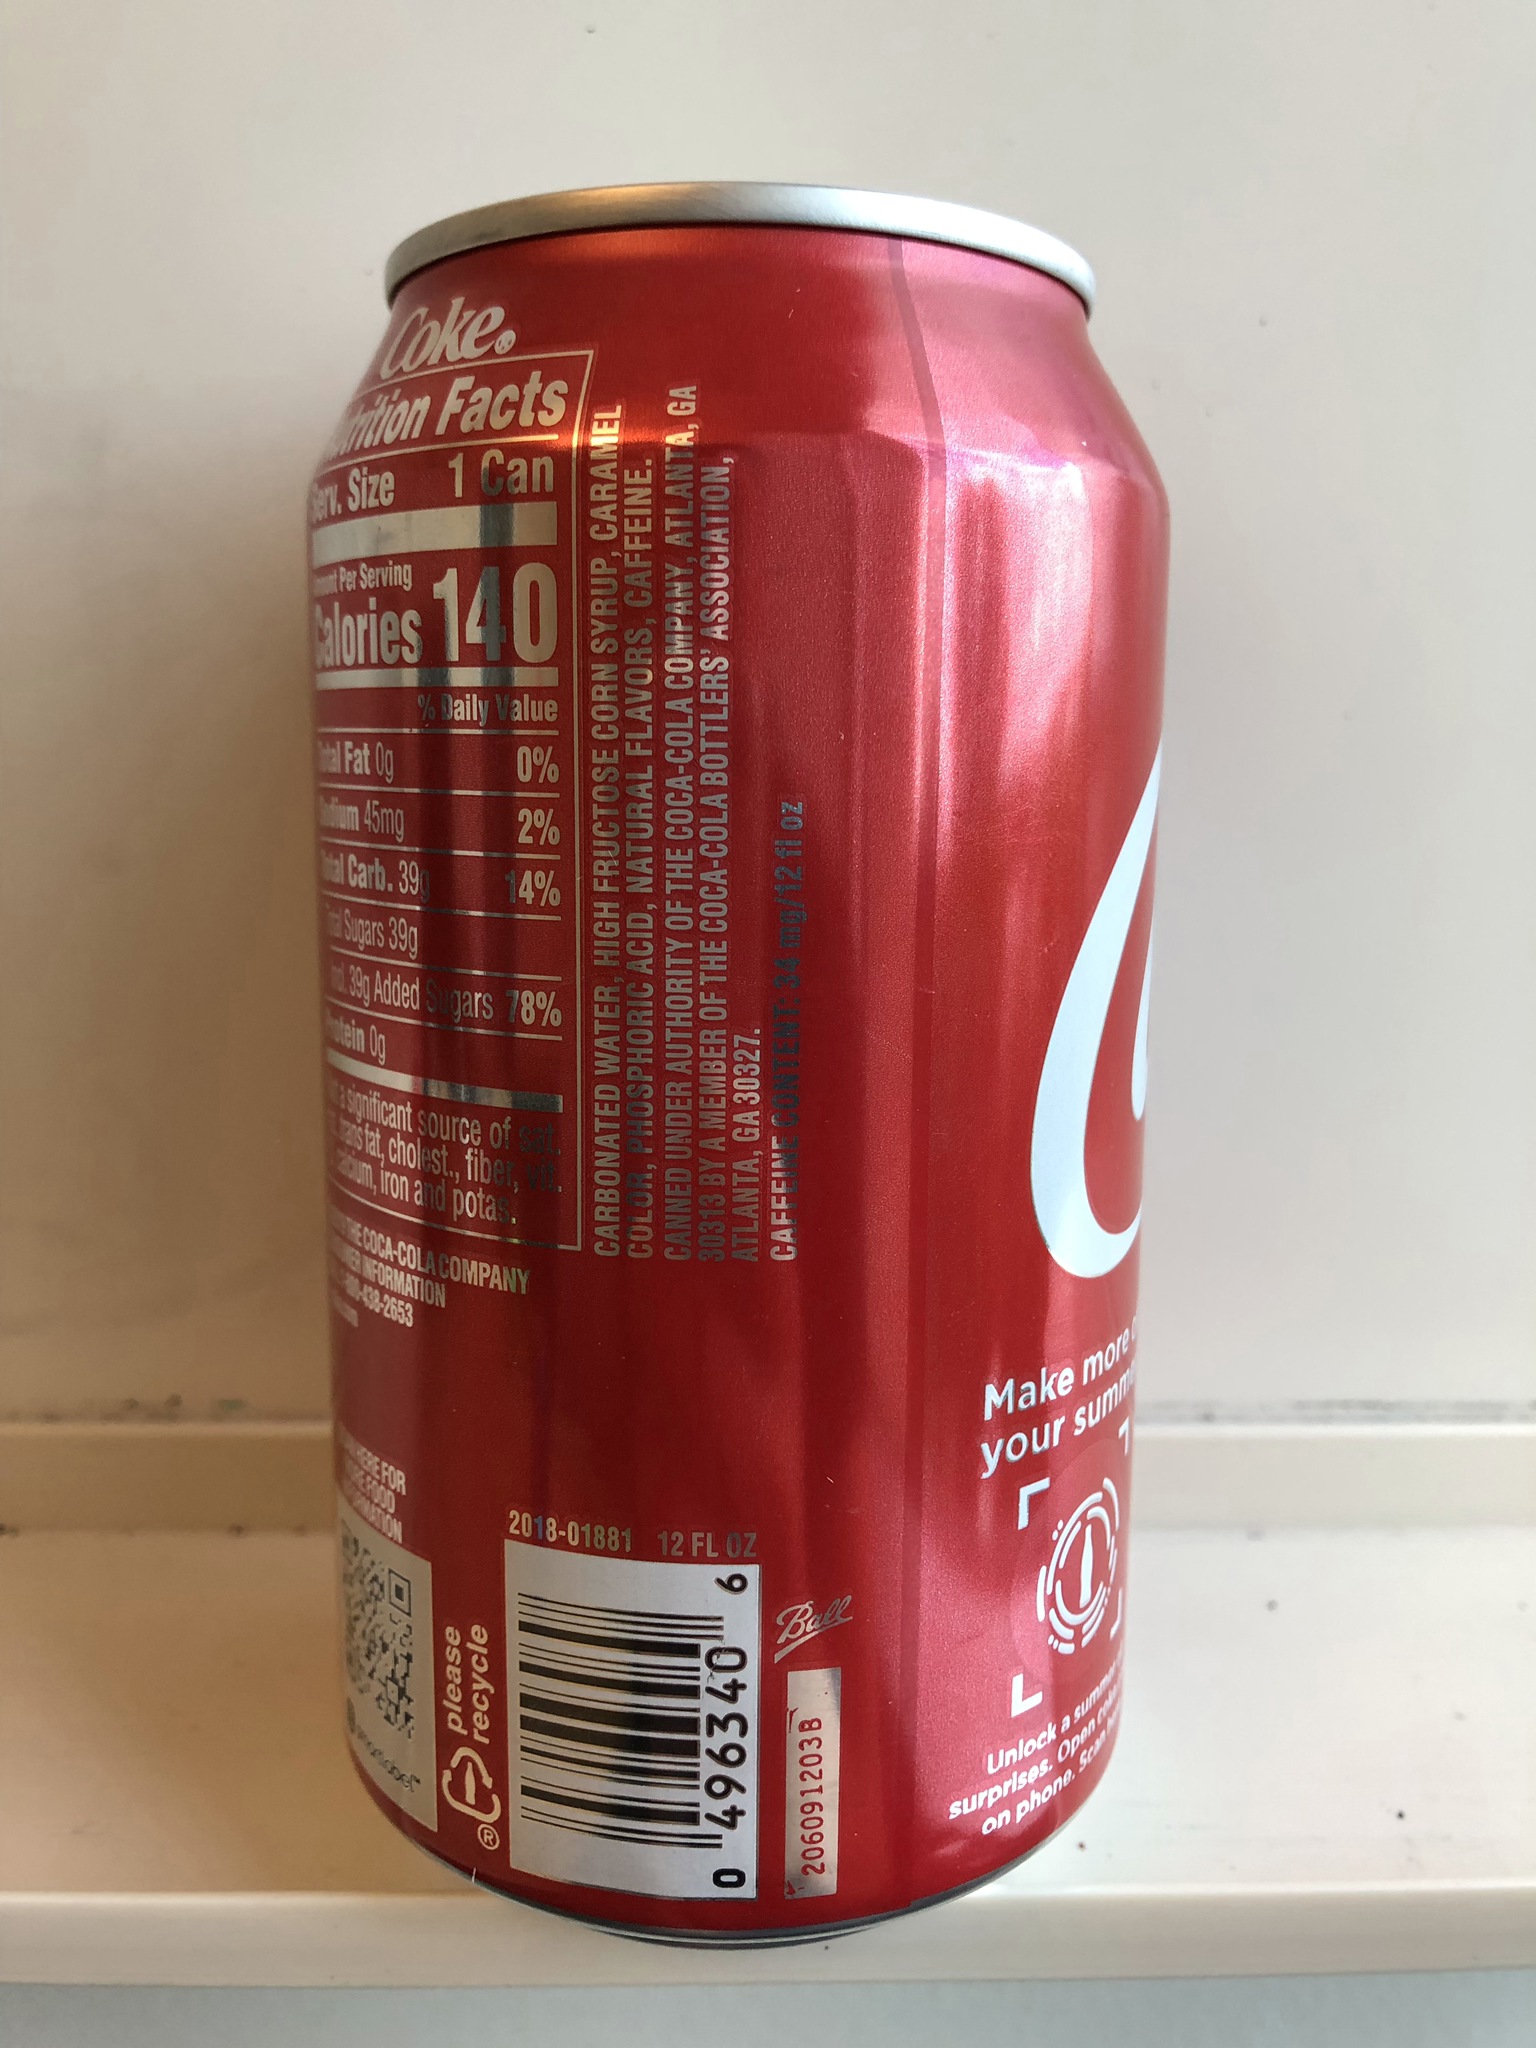 Coke®
Facts
Serv. Size 1 Can
Per Serving
Calories 140
% Daily Value
Total Fat 0g 0%
Sodium 45mg 2%
Total Carb. 39g 14%
Total Sugars 39g
Incl. 39g Added Sugars 78%
Protein 0g
a significant source of sat.
trans fat, cholest., fiber, vit.
calcium, iron and potas.
THE COCA-COLA COMPANY
INFORMATION
438-2653
CARBONATED WATER, HIGH FRUCTOSE CORN SYRUP, CARAMEL
COLOR, PHOSPHORIC ACID, NATURAL FLAVORS, CAFFEINE.
CANNED UNDER AUTHORITY OF THE COCA-COLA COMPANY, ATLANTA, GA
30313 BY A MEMBER OF THE COCA-COLA BOTTLERS' ASSOCIATION,
ATLANTA, GA 30327.
CAFFEINE CONTENT: 34 mg/12 fl oz
HERE FOR
FOOD
please
recycle
®
2018-01881 12 FL OZ
0 496340 6
Ball
206091203B
Make more
your
Unlock a summer
surprises. Open
on phone. Scan